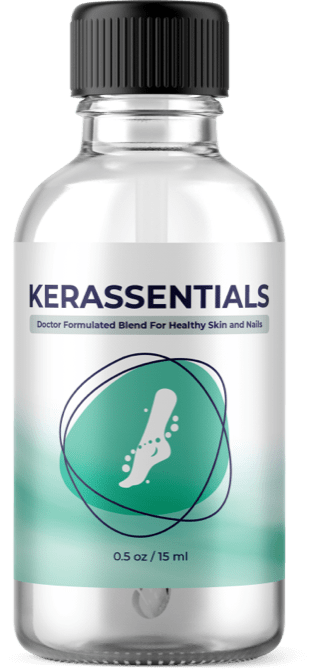 KERASSENTIALS
Doctor Formulated Blend For Healthy Skin and Nails
0.5 oz / 15 ml